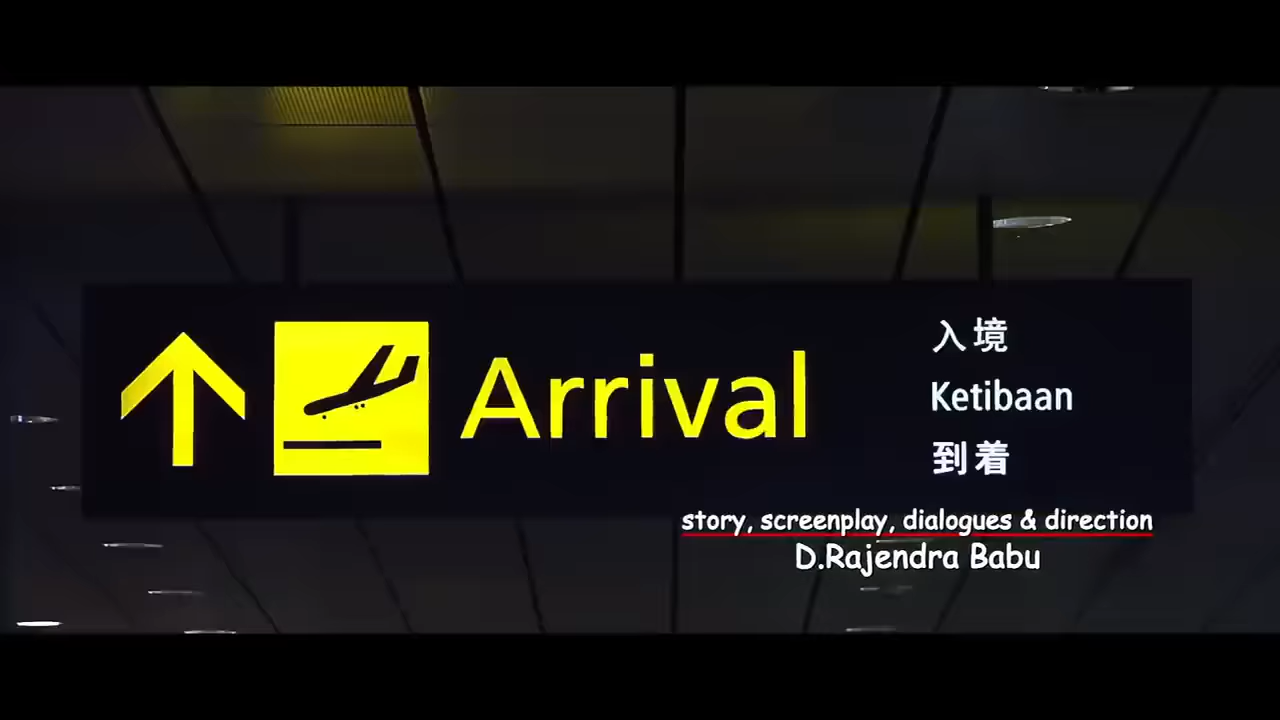 Arrival
入境
Ketibaan
到着
story, screenplay, dialogues & direction
D.Rajendra Babu